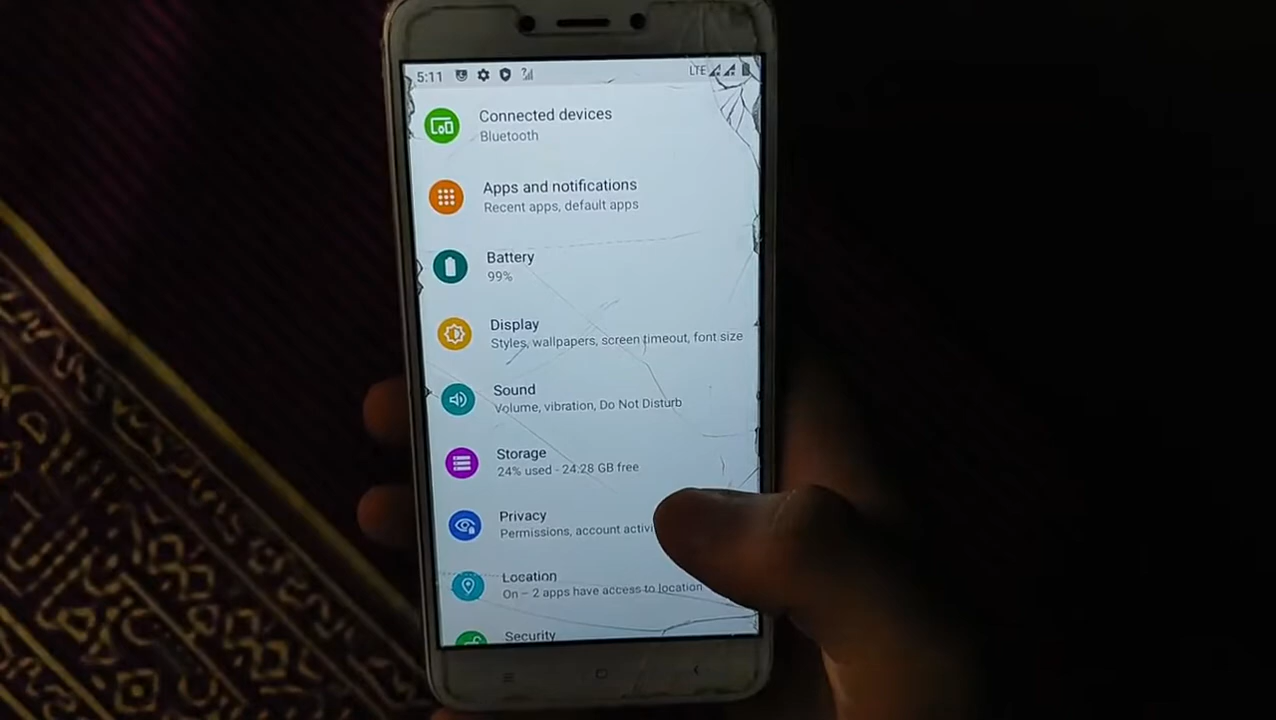 5:11
LTE
Connected devices
Bluetooth
Apps and notifications
Recent apps, default apps
Battery
99%
Display
Styles, wallpapers, screen timeout, font size
Sound
Volume, vibration, Do Not Disturb
Storage
24% used - 24.28 GB free
Privacy
Permissions, account
Location
On – 2 apps have access to location
Security